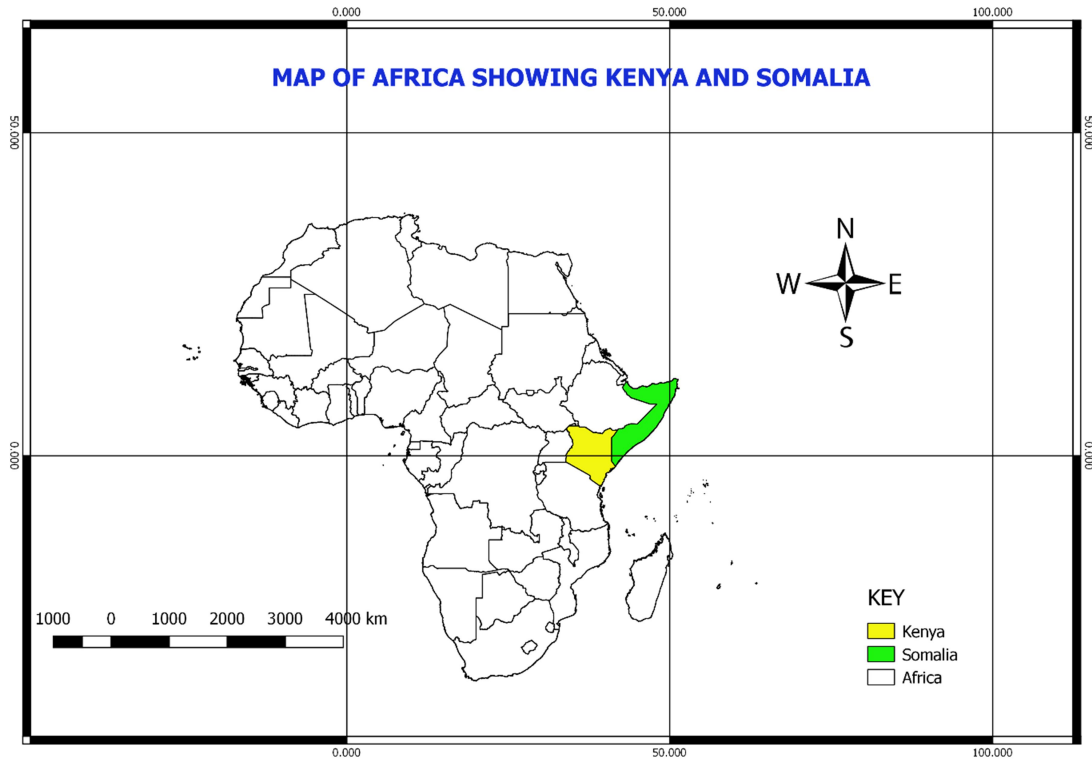 0.000 50.000 100.000
MAP OF AFRICA SHOWING KENYA AND SOMALIA
50.000 50.000
N
W E
S
0.000 0.000
KEY
1000 0 1000 2000 3000 4000 km
Kenya
Somalia
Africa
0.000 50.000 100.000